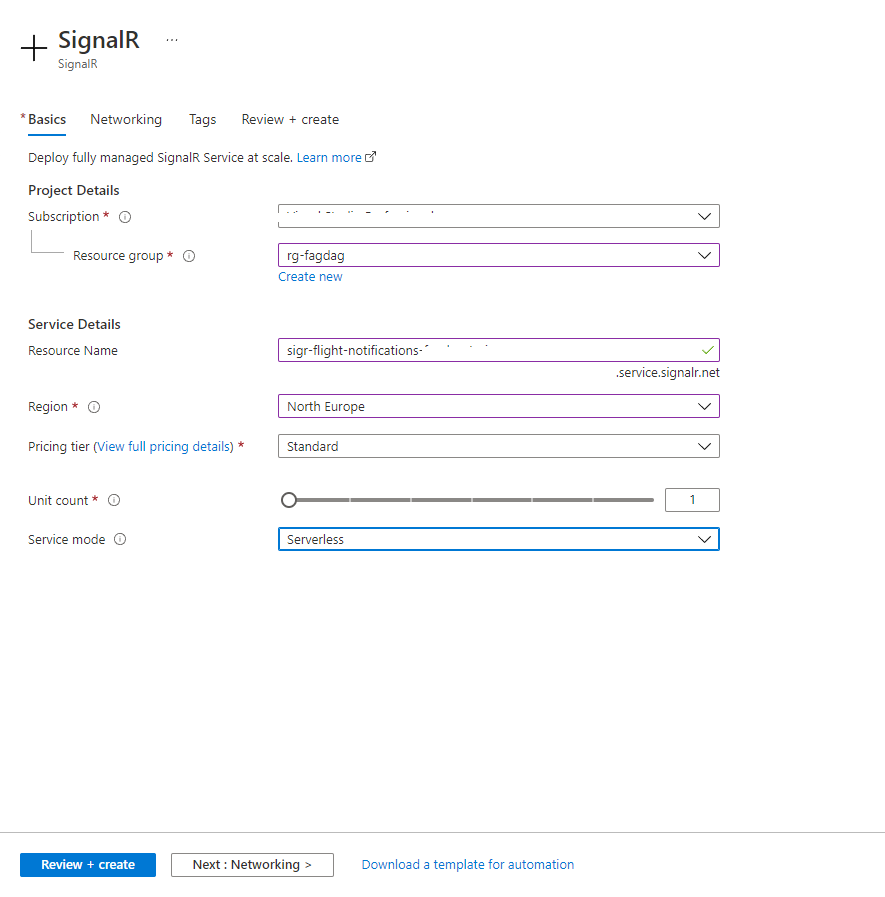 SignalR ...
SignalR
* Basics Networking Tags Review + create
Deploy fully managed SignalR Service at scale. Learn more
Project Details
Subscription *
Resource group * rg-fagdag
Create new
Service Details
Resource Name sigr-flight-notifications-
.service.signalr.net
Region * North Europe
Pricing tier (View full pricing details) * Standard
Unit count * 1
Service mode Serverless
Review + create Next : Networking > Download a template for automation